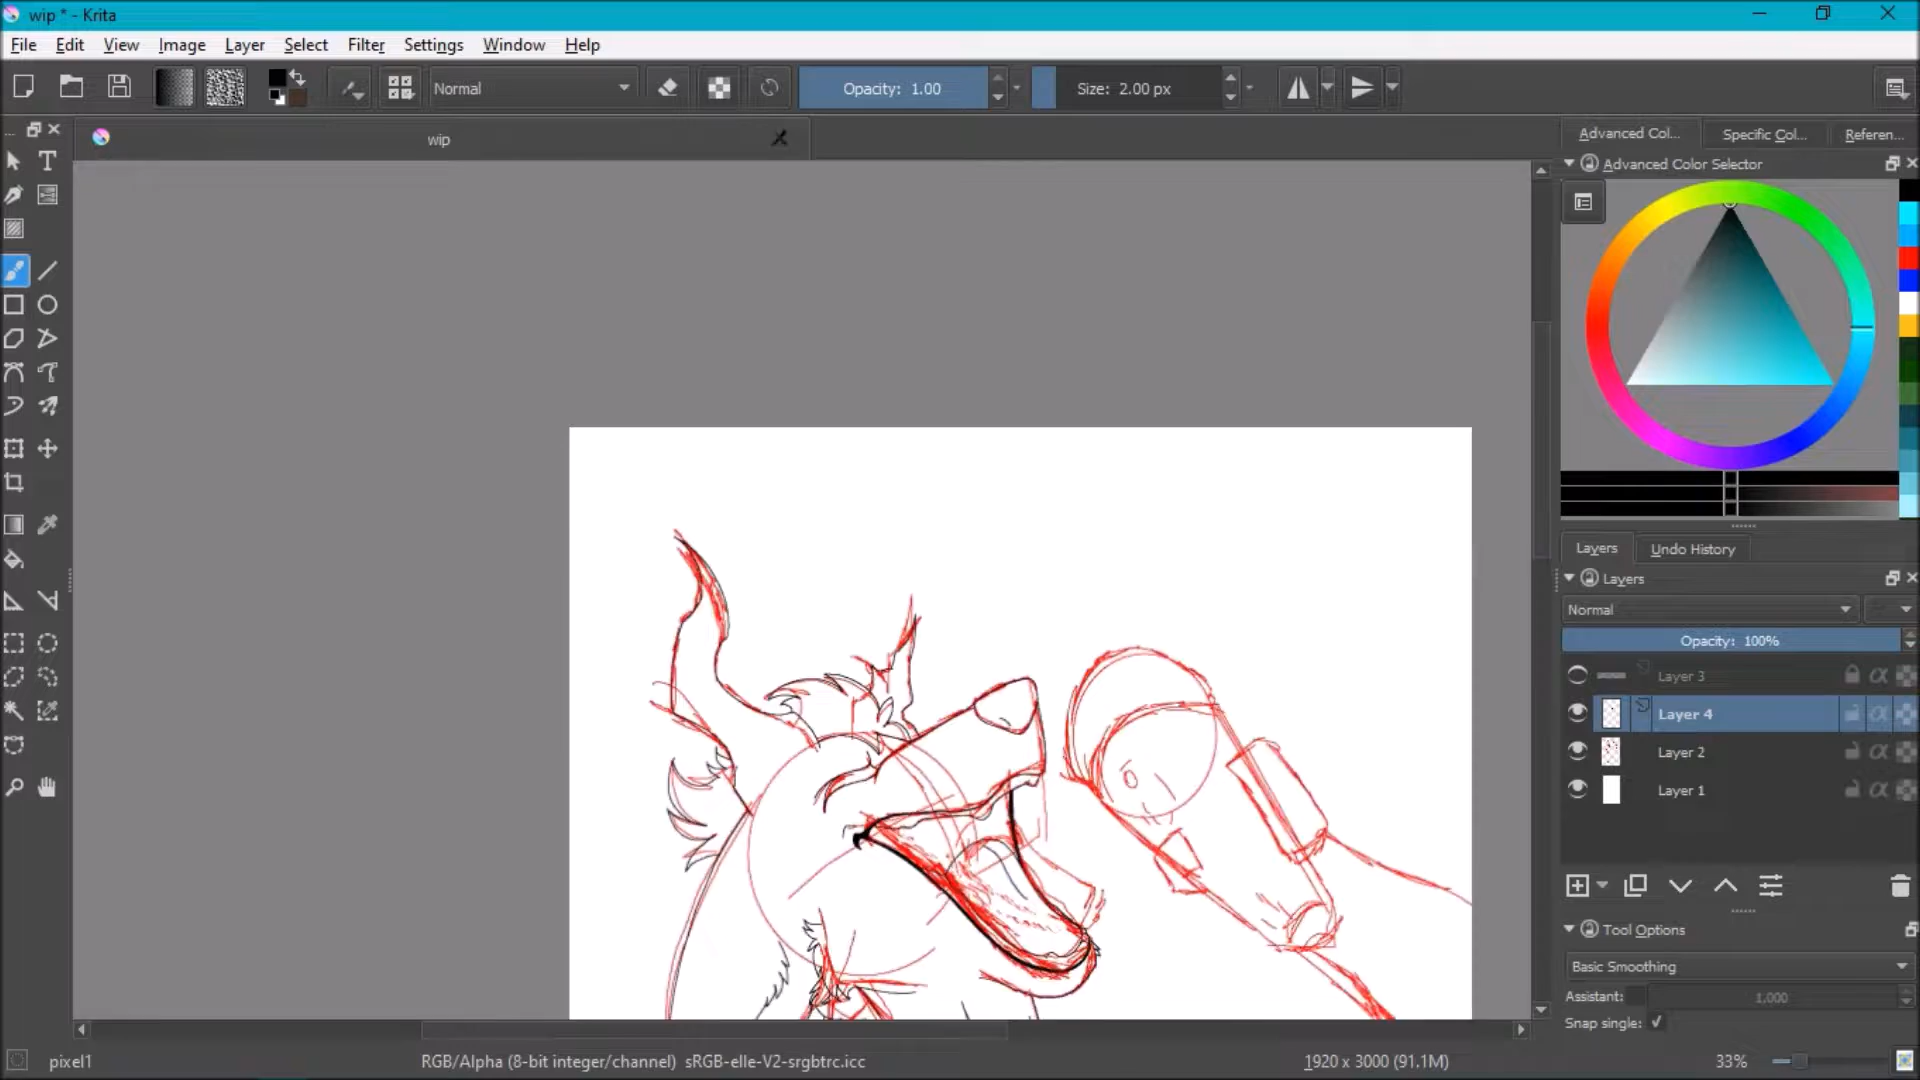 wip * - Krita
File Edit View Image Layer Select Filter Settings Window Help
Normal Opacity: 1.00 Size: 2.00 px
wip
Advanced Col... Specific Col... Referen...
Advanced Color Selector
Layers Undo History
Layers
Normal
Opacity: 100%
Layer 3
Layer 4
Layer 2
Layer 1
Tool Options
Basic Smoothing
Assistant: 1,000
Snap single:
pixel1 RGB/Alpha (8-bit integer/channel) sRGB-elle-V2-srgbtrc.icc 1920 x 3000 (91.1M) 33%